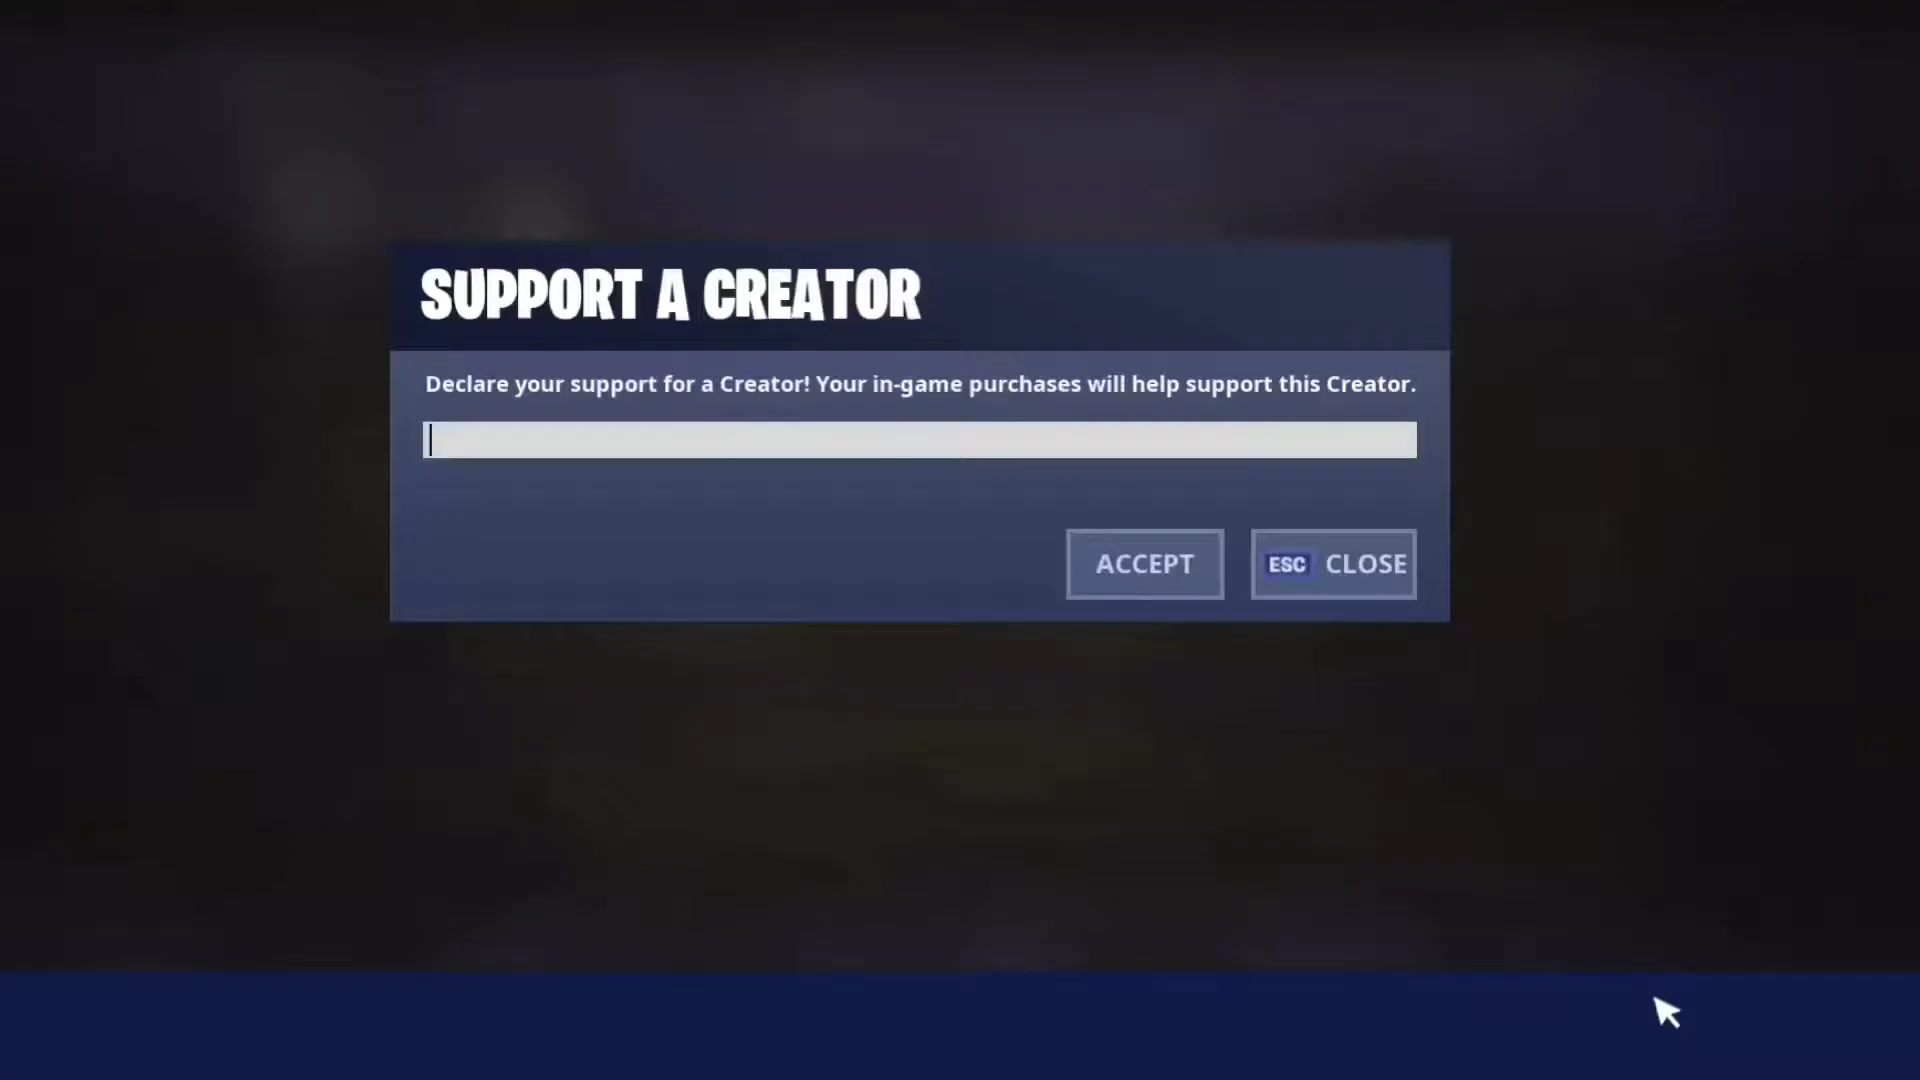 SUPPORT A CREATOR
Declare your support for a Creator! Your in-game purchases will help support this Creator.
ACCEPT
ESC CLOSE